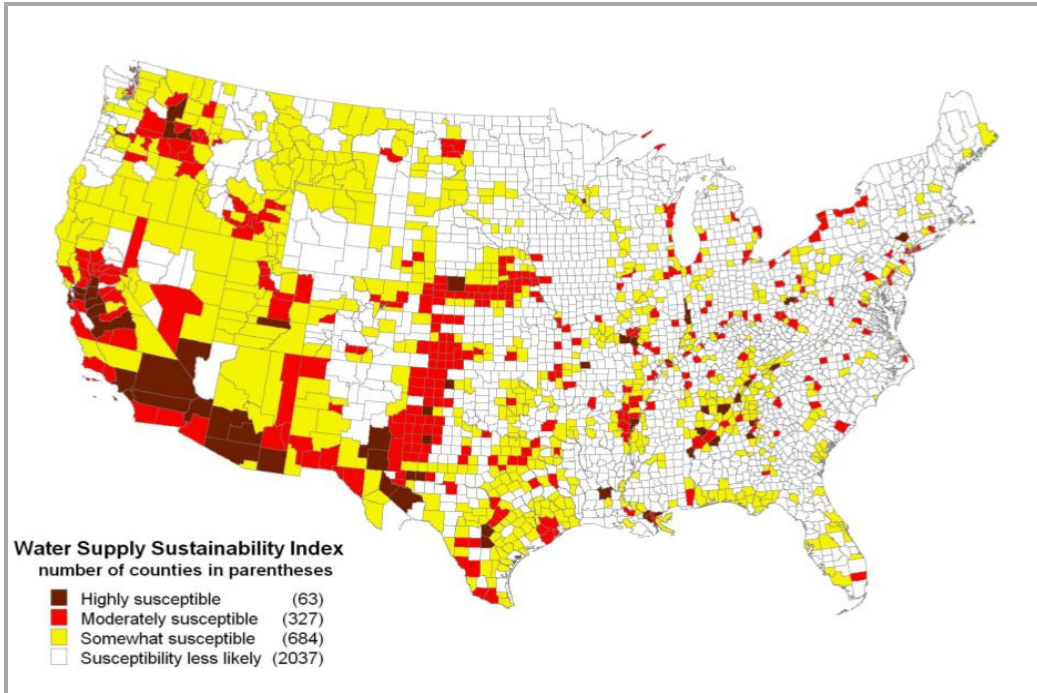 Water Supply Sustainability Index
number of counties in parentheses
Highly susceptible (63)
Moderately susceptible (327)
Somewhat susceptible (684)
Susceptibility less likely (2037)